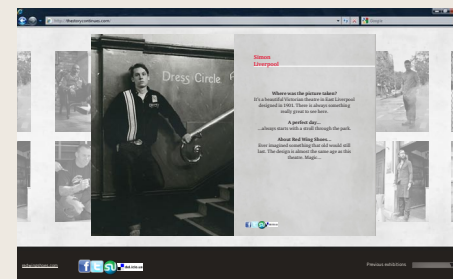 http://thestorycontinues.com/
Google
Dress Circle
Simon
Liverpool
Where was the picture taken?
It's a beautiful Victorian theatre in East Liverpool
designed in 1901. There is always something
really great to see here.
A perfect day...
...always starts with a stroll through the park.
About Red Wing Shoes...
Ever imagined something that old would still
last. The design is almost the same age as this
theatre. Magic...
Previous exhibitions